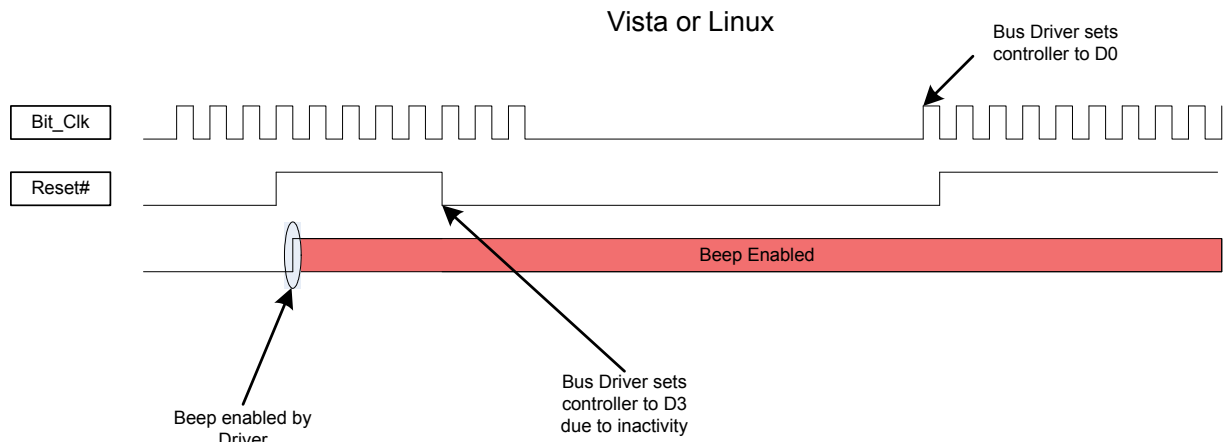 Vista or Linux
Bus Driver sets
controller to D0
Bit_Clk
Reset#
Beep Enabled
Beep enabled by
Driver
Bus Driver sets
controller to D3
due to inactivity